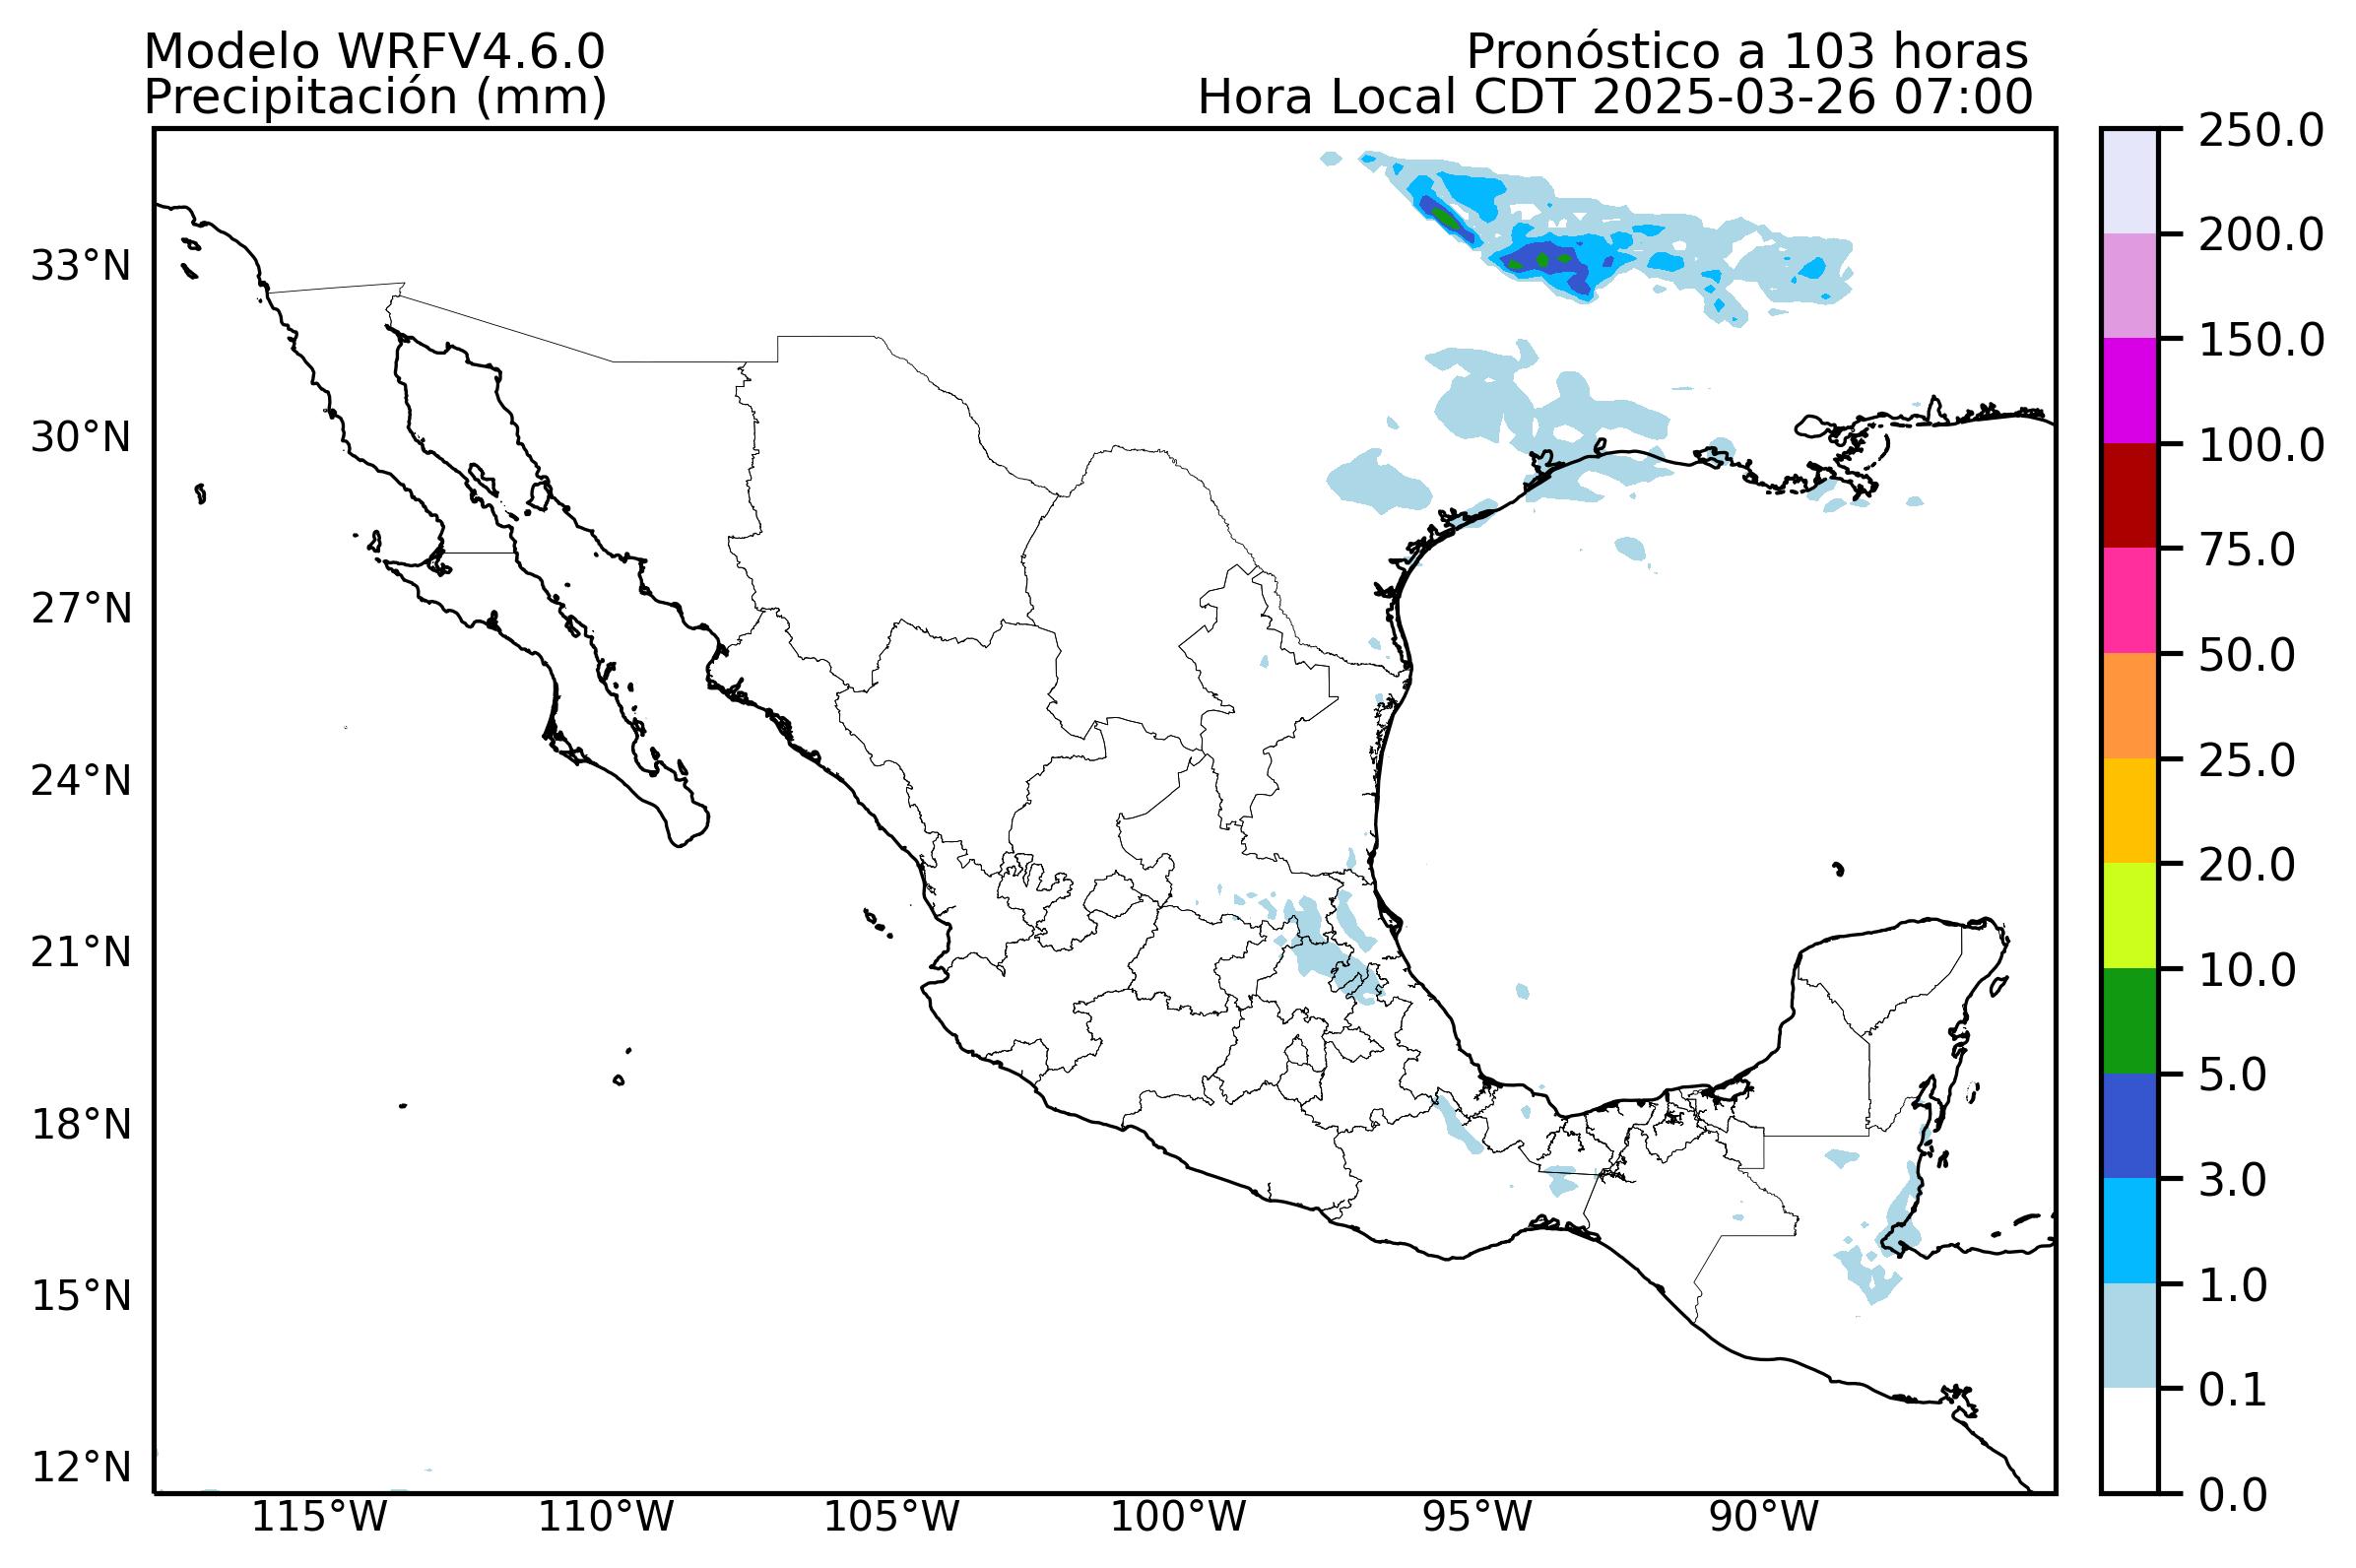 Modelo WRFV4.6.0
Precipitación (mm)
Pronóstico a 103 horas
Hora Local CDT 2025-03-26 07:00
33°N
30°N
27°N
24°N
21°N
18°N
15°N
12°N
115°W
110°W
105°W
100°W
95°W
90°W
250.0
200.0
150.0
100.0
75.0
50.0
25.0
20.0
10.0
5.0
3.0
1.0
0.1
0.0